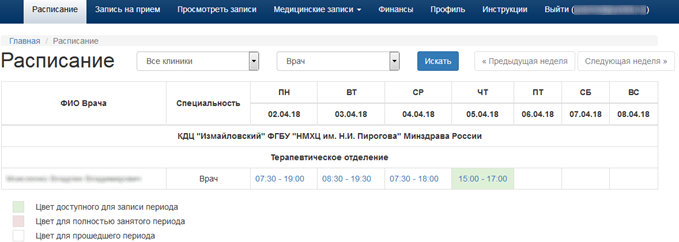 Расписание Запись на прием Просмотреть записи Медицинские записи Финансы Профиль Инструкции Выйти ( )
Главная / Расписание
Расписание Все клиники Врач Искать « Предыдущая неделя Следующая неделя »
ФИО Врача Специальность ПН ВТ СР ЧТ ПТ СБ ВС
02.04.18 03.04.18 04.04.18 05.04.18 06.04.18 07.04.18 08.04.18
КДЦ "Измайловский" ФГБУ "НМХЦ им. Н.И. Пирогова" Минздрава России
Терапевтическое отделение
Врач 07:30 - 19:00 08:30 - 19:30 07:30 - 18:00 15:00 - 17:00
Цвет доступного для записи периода
Цвет для полностью занятого периода
Цвет для прошедшего периода